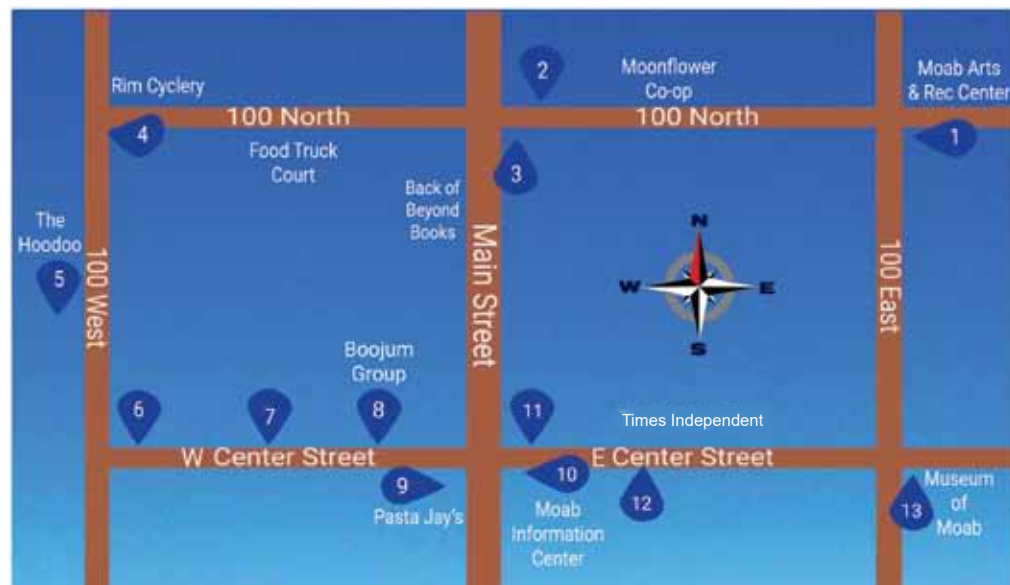 2
Moonflower
Co-op
Moab Arts
& Rec Center
Rim Cyclery
100 North
100 North
4
1
Food Truck
Court
3
Back of
Beyond
Books
The
Hoodoo
5
100 West
Main Street
N
W
E
S
100 East
Boojum
Group
6
7
8
11
Times Independent
W Center Street
E Center Street
9
Pasta Jay's
10
Moab
Information
Center
12
13
Museum
of
Moab